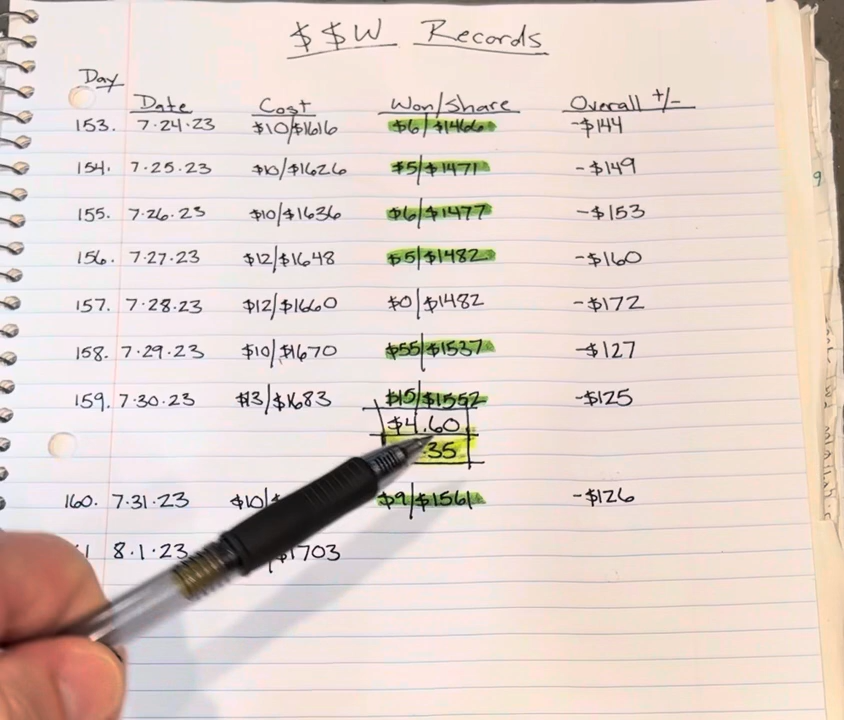 $$W Records
Day Date Cost Won/Share Overall +/-
153. 7.24.23 $10/$1616 $6/$1466 -$144
154. 7.25.23 $10/$1626 $5/$1471 -$149
155. 7.26.23 $10/$1636 $6/$1477 -$153
156. 7.27.23 $12/$1648 $5/$1482 -$160
157. 7.28.23 $12/$1660 $0/$1482 -$172
158. 7.29.23 $10/$1670 $55/$1537 -$127
159. 7.30.23 $13/$1683 $15/$1552 -$125
$4.60
.35
160. 7.31.23 $10/ $9/$1561 -$126
8.1.23 $1703